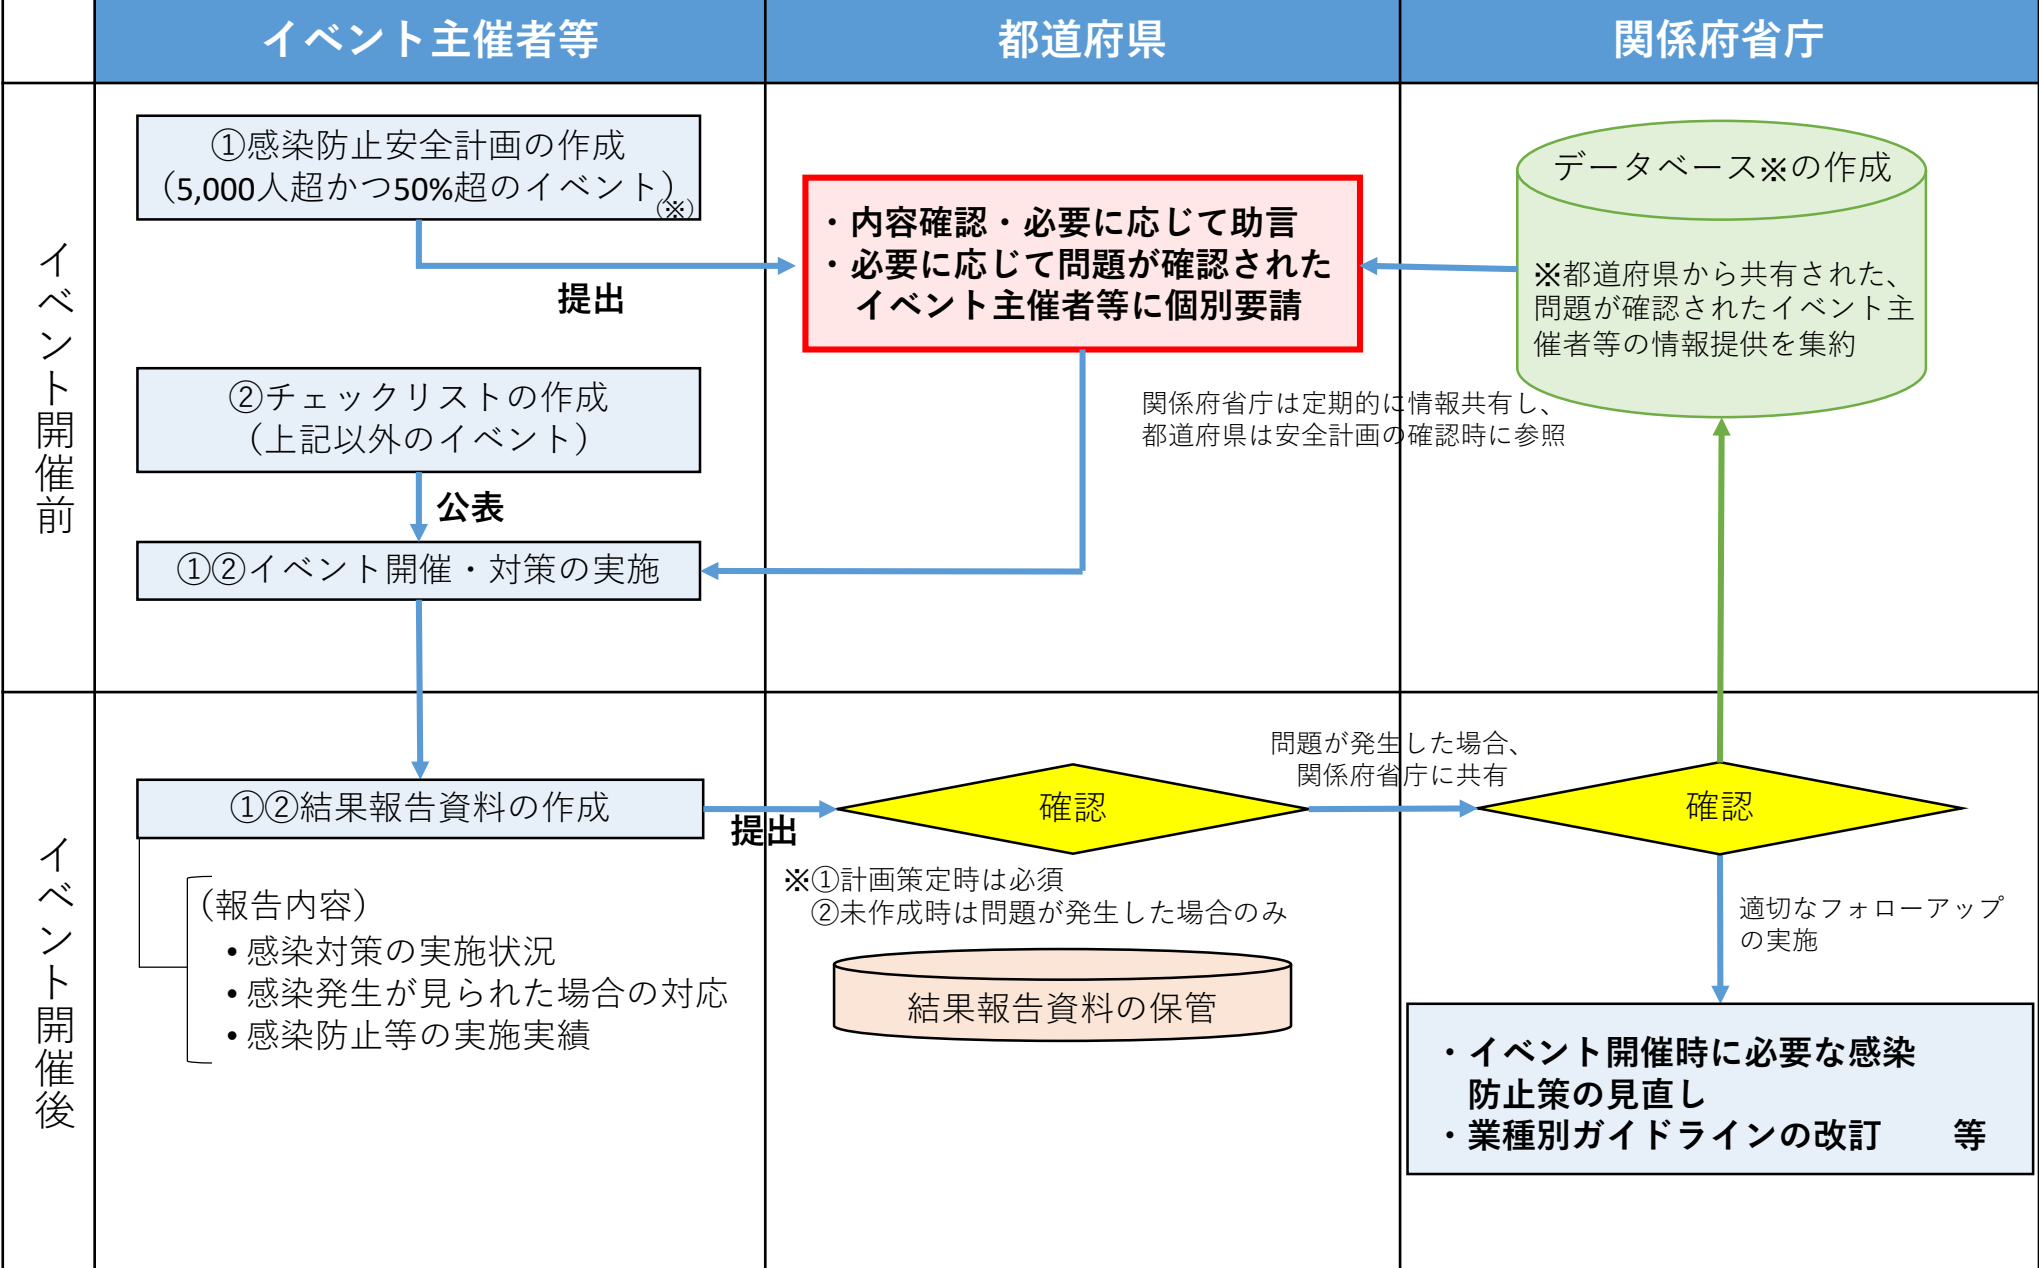 イベント主催者等
都道府県
関係府省庁
イベント開催前
①感染防止安全計画の作成
（5,000人超かつ50%超のイベント）
（※）
提出
②チェックリストの作成
（上記以外のイベント）
公表
①②イベント開催・対策の実施
・内容確認・必要に応じて助言
・必要に応じて問題が確認された
イベント主催者等に個別要請
データベース※の作成
※都道府県から共有された、
問題が確認されたイベント主
催者等の情報提供を集約
関係府省庁は定期的に情報共有し、
都道府県は安全計画の確認時に参照
イベント開催後
①②結果報告資料の作成
提出
（報告内容）
• 感染対策の実施状況
• 感染発生が見られた場合の対応
• 感染防止等の実施実績
確認
※①計画策定時は必須
②未作成時は問題が発生した場合のみ
結果報告資料の保管
問題が発生した場合、
関係府省庁に共有
確認
適切なフォローアップ
の実施
・イベント開催時に必要な感染
防止策の見直し
・業種別ガイドラインの改訂　　等